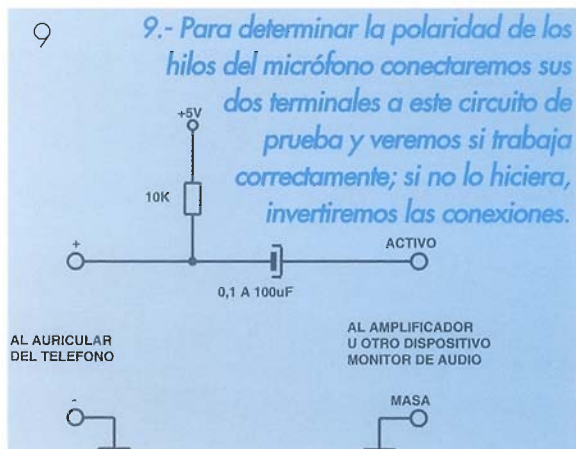 9
9.- Para determinar la polaridad de los
hilos del micrófono conectaremos sus
dos terminales a este circuito de
prueba y veremos si trabaja
correctamente; si no lo hiciera,
invertiremos las conexiones.
+5V
10K
+
ACTIVO
0,1 A 100uF
AL AURICULAR
DEL TELEFONO
AL AMPLIFICADOR
U OTRO DISPOSITIVO
MONITOR DE AUDIO
-
MASA